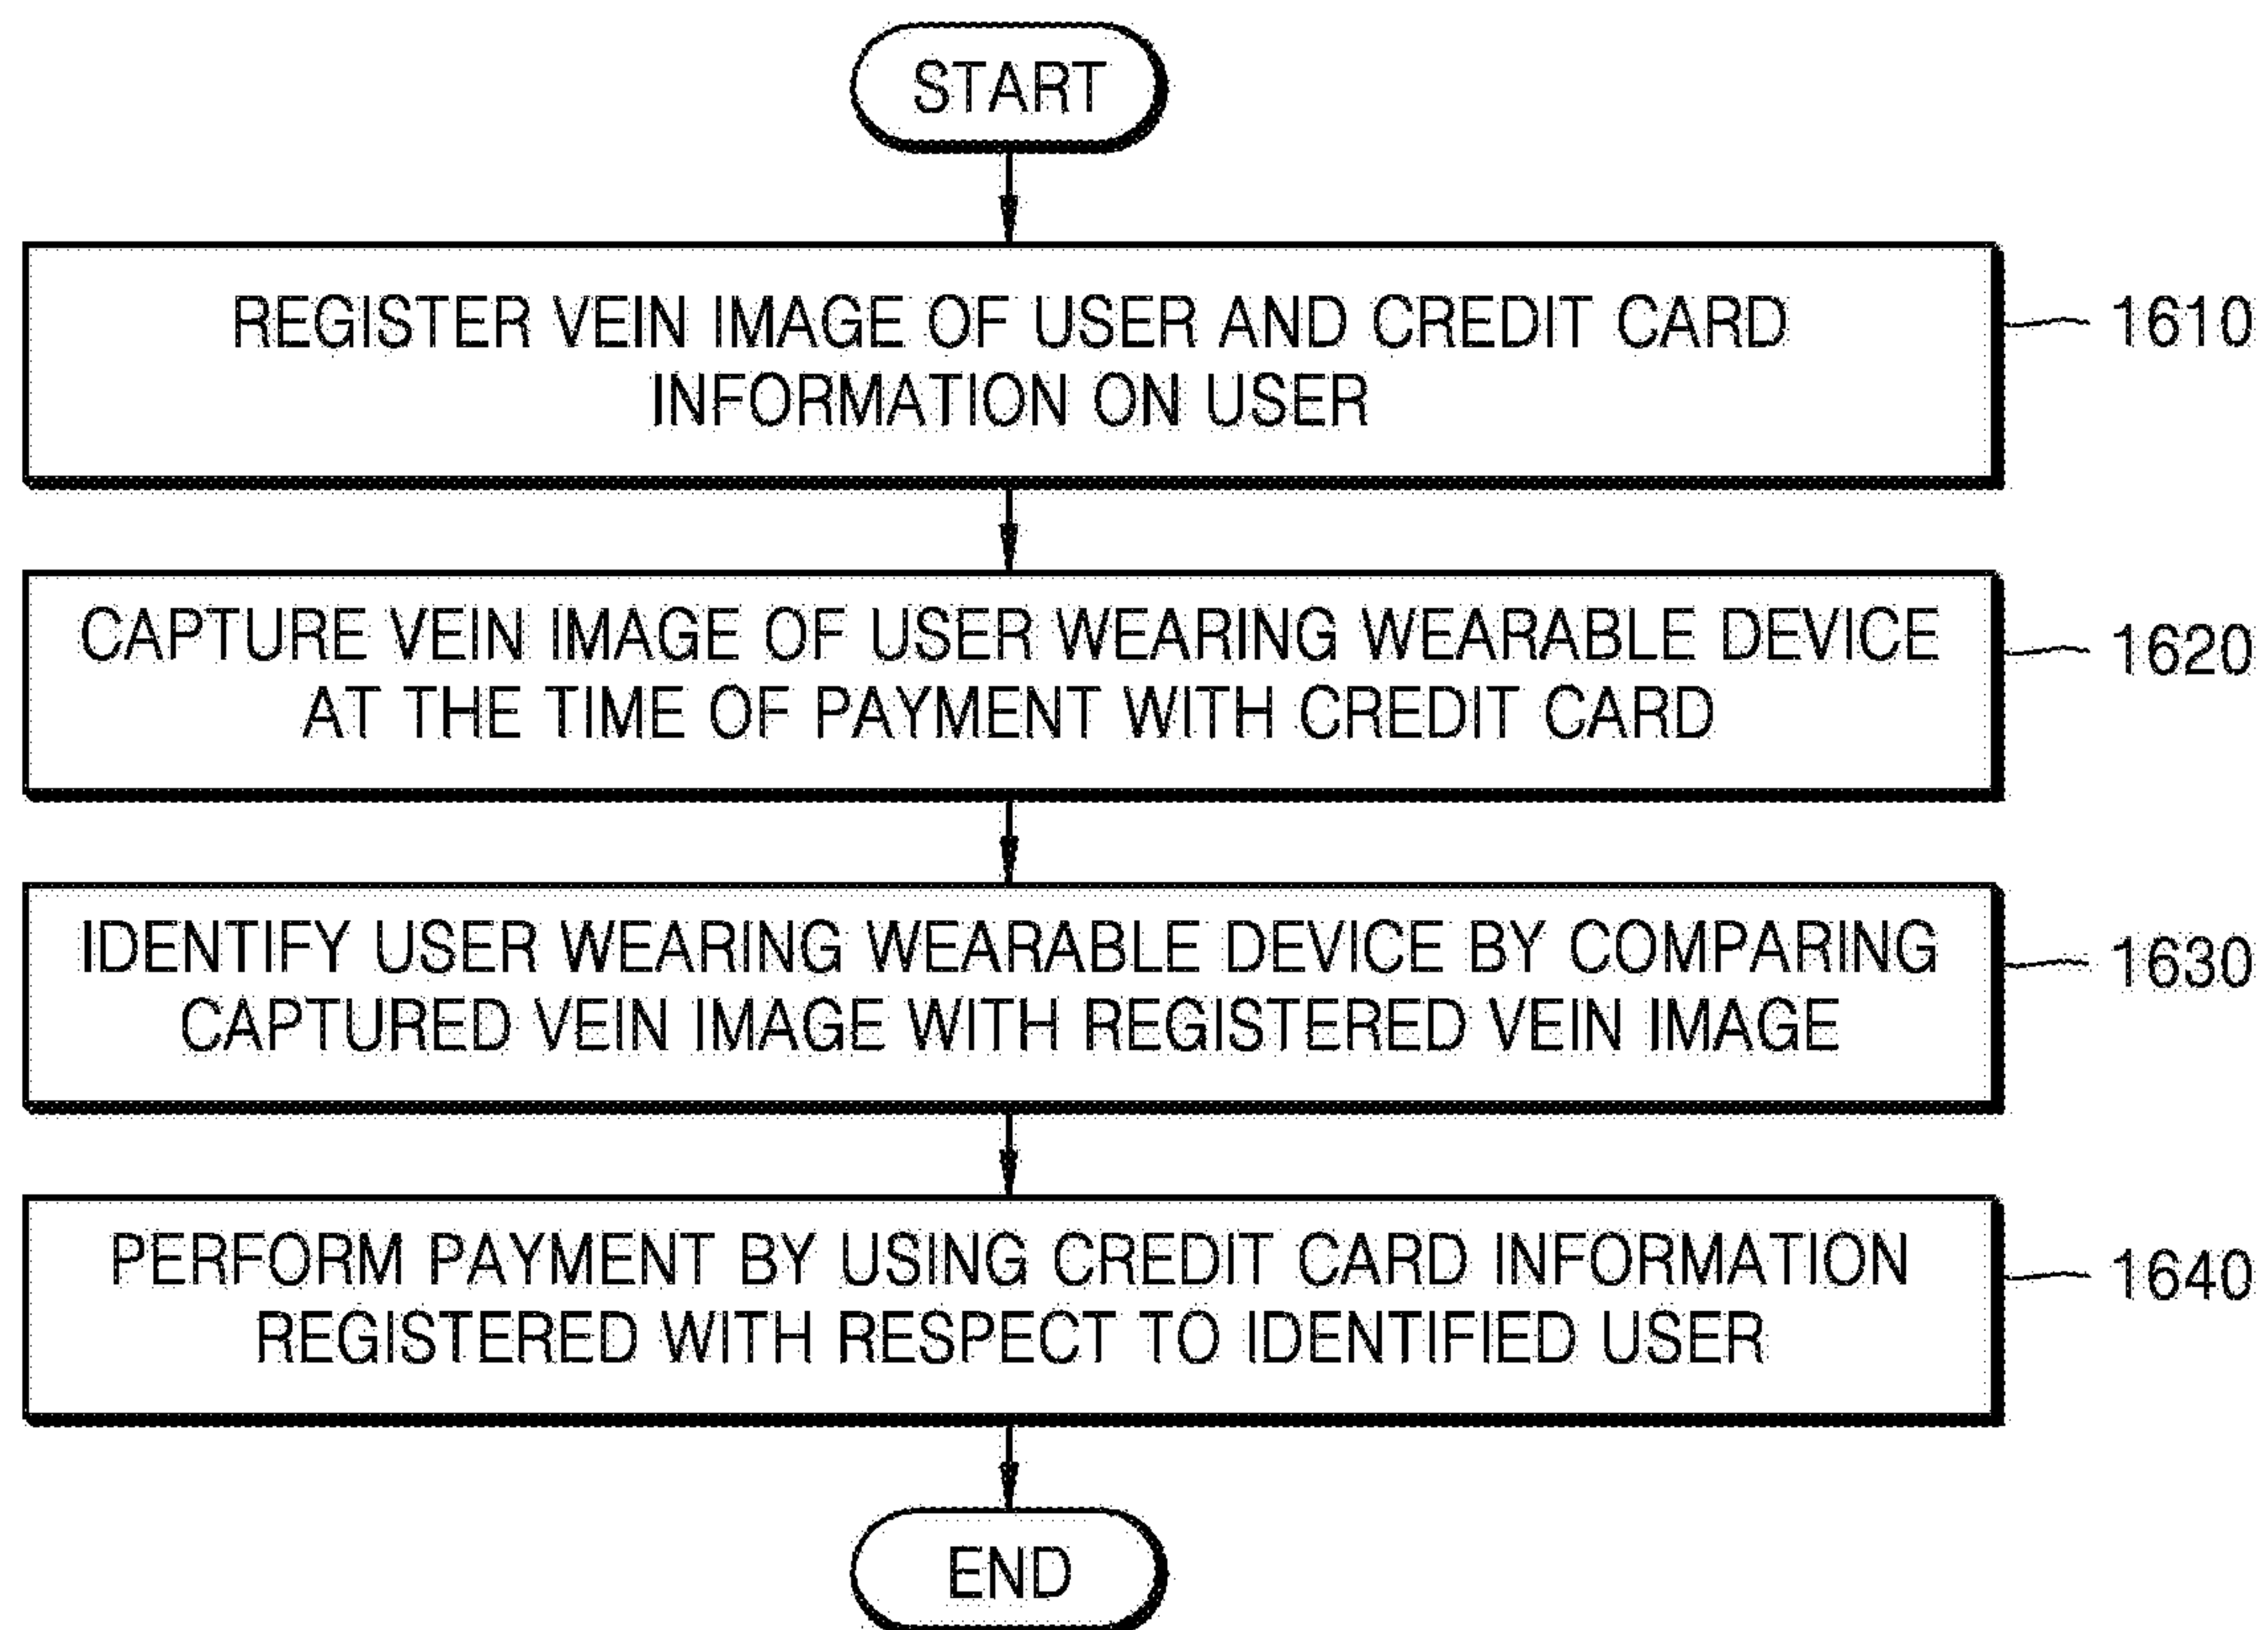 START
REGISTER VEIN IMAGE OF USER AND CREDIT CARD
INFORMATION ON USER
1610
CAPTURE VEIN IMAGE OF USER WEARING WEARABLE DEVICE
AT THE TIME OF PAYMENT WITH CREDIT CARD
1620
IDENTIFY USER WEARING WEARABLE DEVICE BY COMPARING
CAPTURED VEIN IMAGE WITH REGISTERED VEIN IMAGE
1630
PERFORM PAYMENT BY USING CREDIT CARD INFORMATION
REGISTERED WITH RESPECT TO IDENTIFIED USER
1640
END